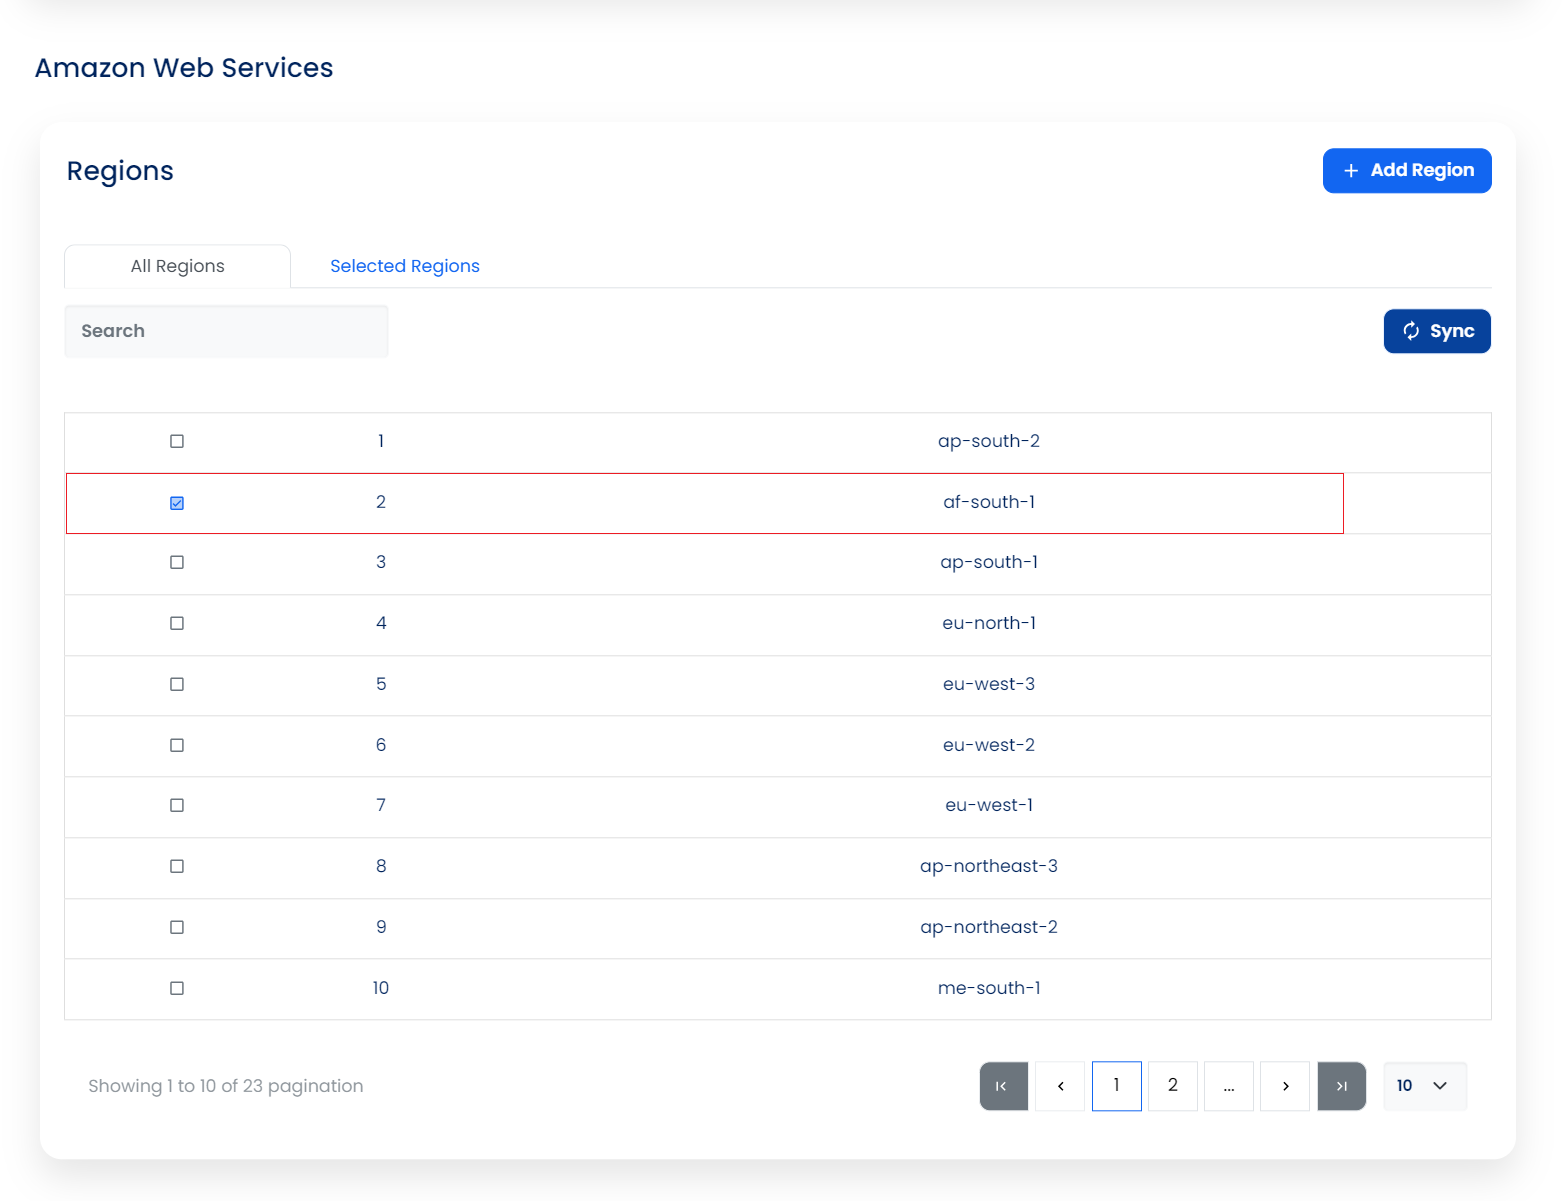 Amazon Web Services
Regions
+ Add Region
All Regions
Selected Regions
Search
Sync
1 ap-south-2
2 af-south-1
3 ap-south-1
4 eu-north-1
5 eu-west-3
6 eu-west-2
7 eu-west-1
8 ap-northeast-3
9 ap-northeast-2
10 me-south-1
Showing 1 to 10 of 23 pagination
1 2 ... 10